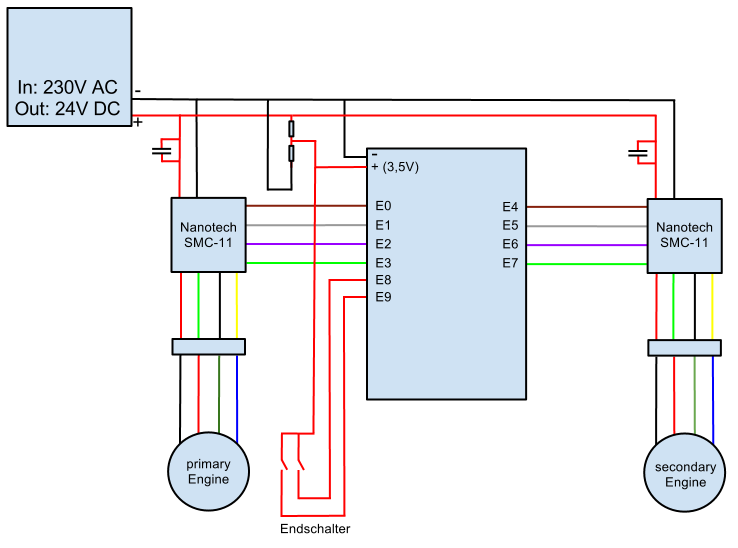 In: 230V AC
Out: 24V DC
-
+
-
+ (3,5V)
E0
E1
E2
E3
E8
E9
E4
E5
E6
E7
Nanotech
SMC-11
Nanotech
SMC-11
primary
Engine
secondary
Engine
Endschalter